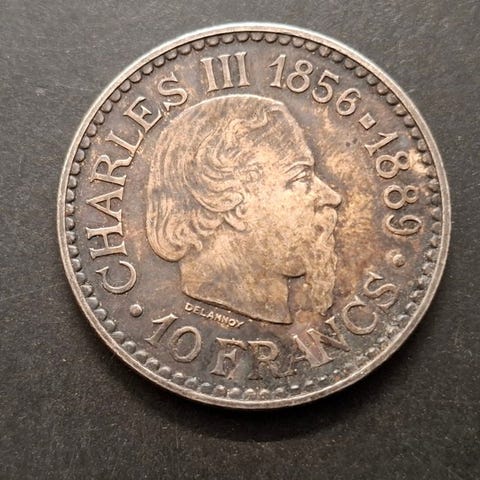 CHARLES III 1856-1889
10 FRANCS
DELANNOY